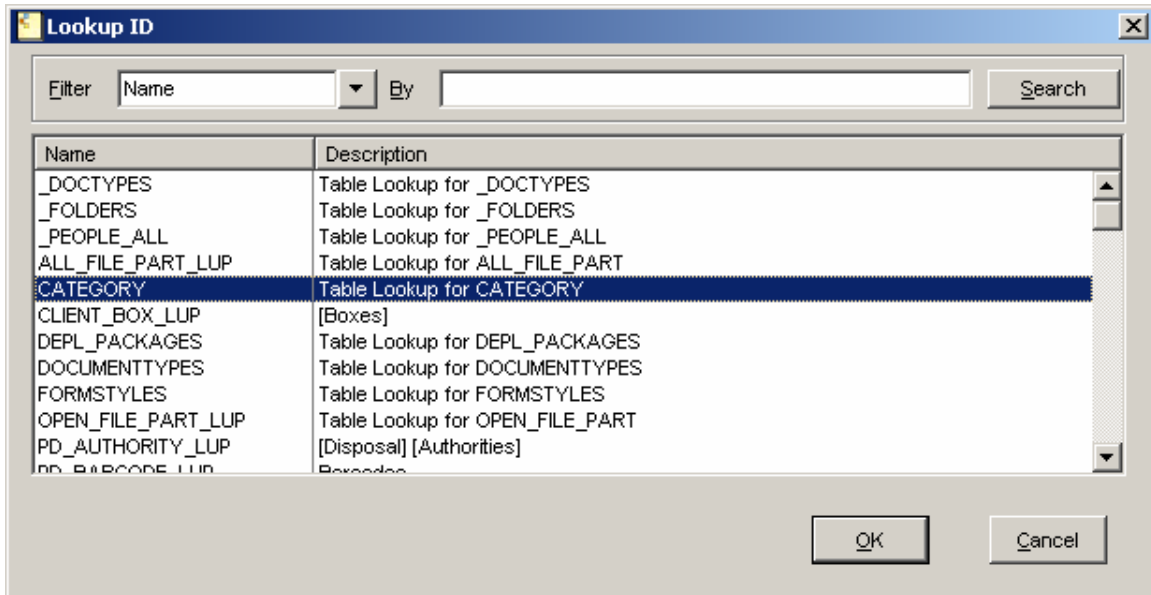 Lookup ID
Filter Name By Search
Name Description
_DOCTYPES Table Lookup for _DOCTYPES
_FOLDERS Table Lookup for _FOLDERS
_PEOPLE_ALL Table Lookup for _PEOPLE_ALL
ALL_FILE_PART_LUP Table Lookup for ALL_FILE_PART
CATEGORY Table Lookup for CATEGORY
CLIENT_BOX_LUP [Boxes]
DEPL_PACKAGES Table Lookup for DEPL_PACKAGES
DOCUMENTTYPES Table Lookup for DOCUMENTTYPES
FORMSTYLES Table Lookup for FORMSTYLES
OPEN_FILE_PART_LUP Table Lookup for OPEN_FILE_PART
PD_AUTHORITY_LUP [Disposal] [Authorities]
PD_BARCODE_LUP Barcodes
OK Cancel